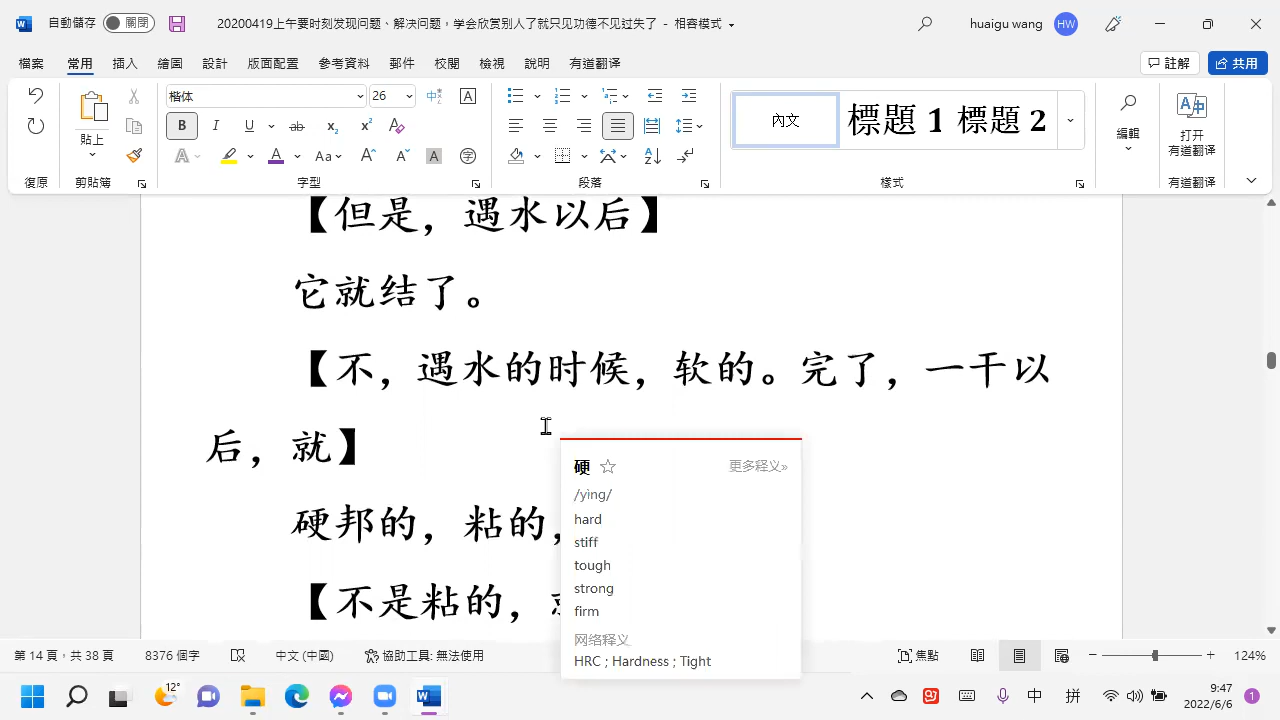 自動儲存 關閉 20200419上午要时刻发现问题、解决问题，学会欣赏别人了就只见功德不见过失了 - 相容模式 huaigu wang HW
檔案 常用 插入 繪圖 設計 版面配置 參考資料 郵件 校閱 檢視 說明 有道翻译 註解 共用
楷体 26
內文 標題 1 標題 2
貼上 編輯 打开 有道翻译
復原 剪貼簿 字型 段落 樣式 有道翻译
【但是，遇水以后】
它就结了。
【不，遇水的时候，软的。完了，一干以
后，就】
硬邦的，粘的，
【不是粘的，
硬 更多释义»
/yìng/
hard
stiff
tough
strong
firm
网络释义
HRC ; Hardness ; Tight
第 14 頁，共 38 頁 8376 個字 中文 (中國) 協助工具: 無法使用 焦點 124%
12° 中 拼 9:47 1
2022/6/6